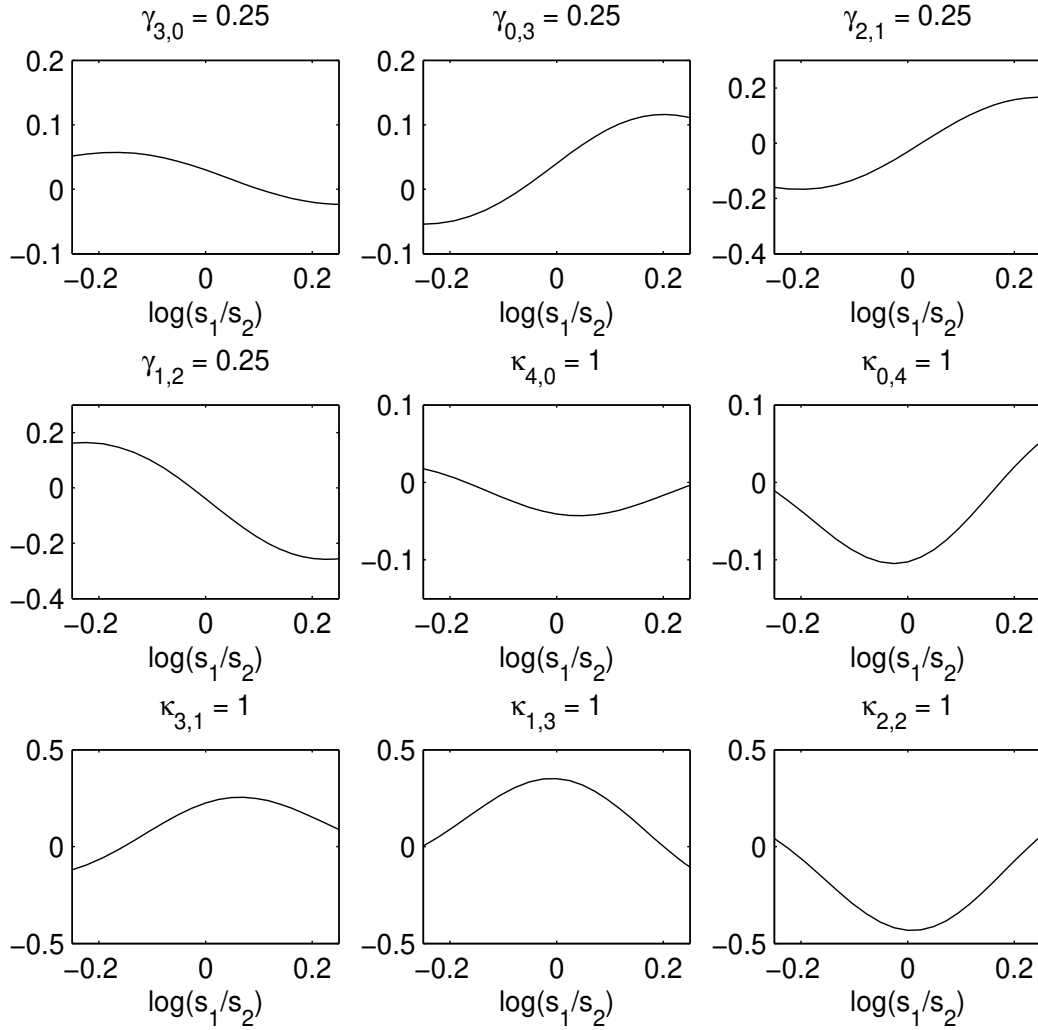 γ3,0 = 0.25
0.2
0.1
0
−0.1
−0.2 0 0.2
log(s1/s2)
γ0,3 = 0.25
0.2
0.1
0
−0.1
−0.2 0 0.2
log(s1/s2)
γ2,1 = 0.25
0.2
0
−0.2
−0.4
−0.2 0 0.2
log(s1/s2)
γ1,2 = 0.25
0.2
0
−0.2
−0.4
−0.2 0 0.2
log(s1/s2)
κ4,0 = 1
0.1
0
−0.1
−0.2 0 0.2
log(s1/s2)
κ0,4 = 1
0.1
0
−0.1
−0.2 0 0.2
log(s1/s2)
κ3,1 = 1
0.5
0
−0.5
−0.2 0 0.2
log(s1/s2)
κ1,3 = 1
0.5
0
−0.5
−0.2 0 0.2
log(s1/s2)
κ2,2 = 1
0.5
0
−0.5
−0.2 0 0.2
log(s1/s2)